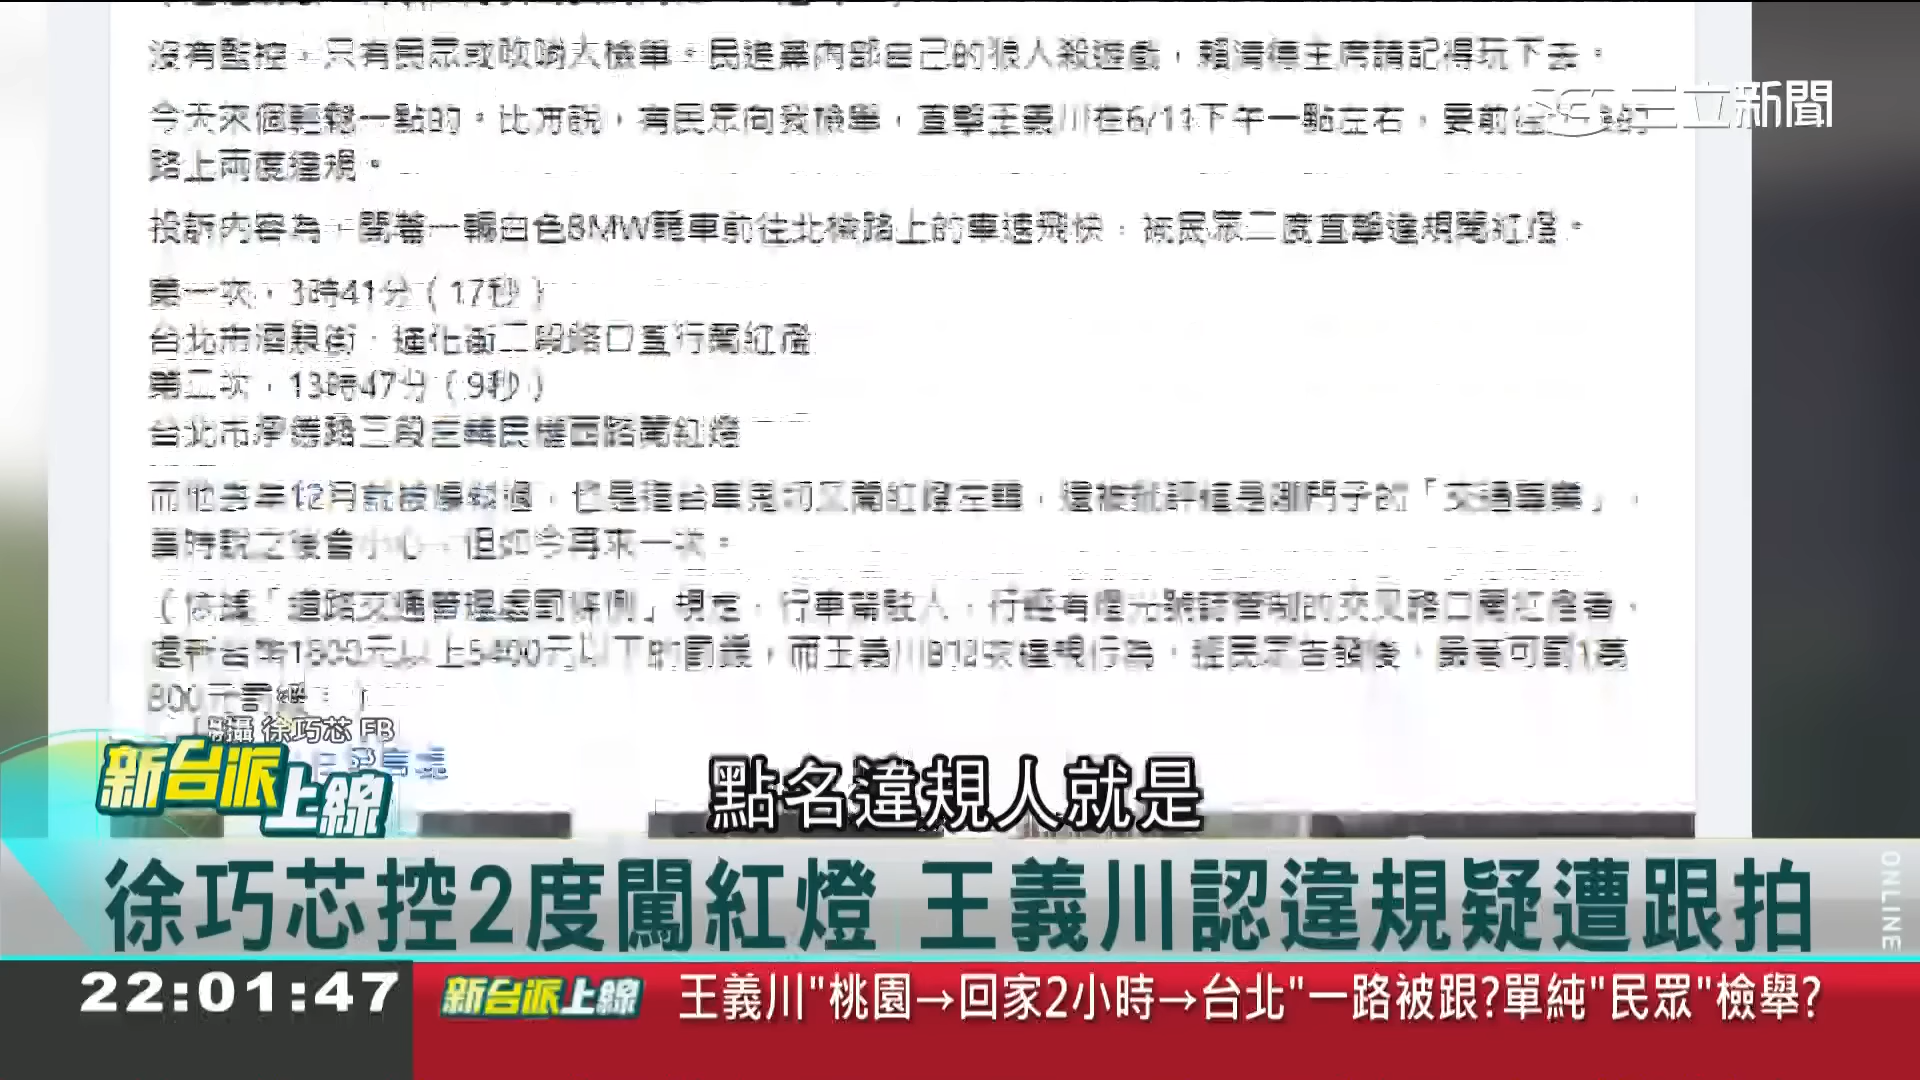 沒有監控，只有民眾或吹哨人檢舉。民進黨內部自己的狼人殺遊戲，賴清德主席請記得玩下去。
三立新聞
今天來個輕鬆一點的。比方說，有民眾向我檢舉，直擊王義川在6/11下午一點左右，要前往
路上兩度違規。
投訴內容為，開著一輛白色BMW轎車前往北檢路上的車速飛快，被民眾二度直擊違規闖紅燈。
第一次，3時41分（17秒）
台北市酒泉街，迪化街二段路口直行闖紅燈
第二次，13時47分（9秒）
台北市承德路三段左轉民權西路闖紅燈
而他去年12月就被爆料過，也是這台車
還被批評這是哪門子的「交通專業」，
當時說之後會小心，但如今再來一次。
（依據「道路交通管理處罰條例」規定，行車駕駛人，行經有燈光號誌管制的交叉路口闖紅燈者，
處新台幣1800元以上5400元以下的罰鍰，而王義川的2次違規行為，經民眾告發後，最高可罰1萬
800元罰鍰
翻攝 徐巧芯 FB
新台派上線
點名違規人就是
徐巧芯控2度闖紅燈 王義川認違規疑遭跟拍
ONLINE
22:01:47
新台派上線
王義川"桃園→回家2小時→台北"一路被跟?單純"民眾"檢舉?